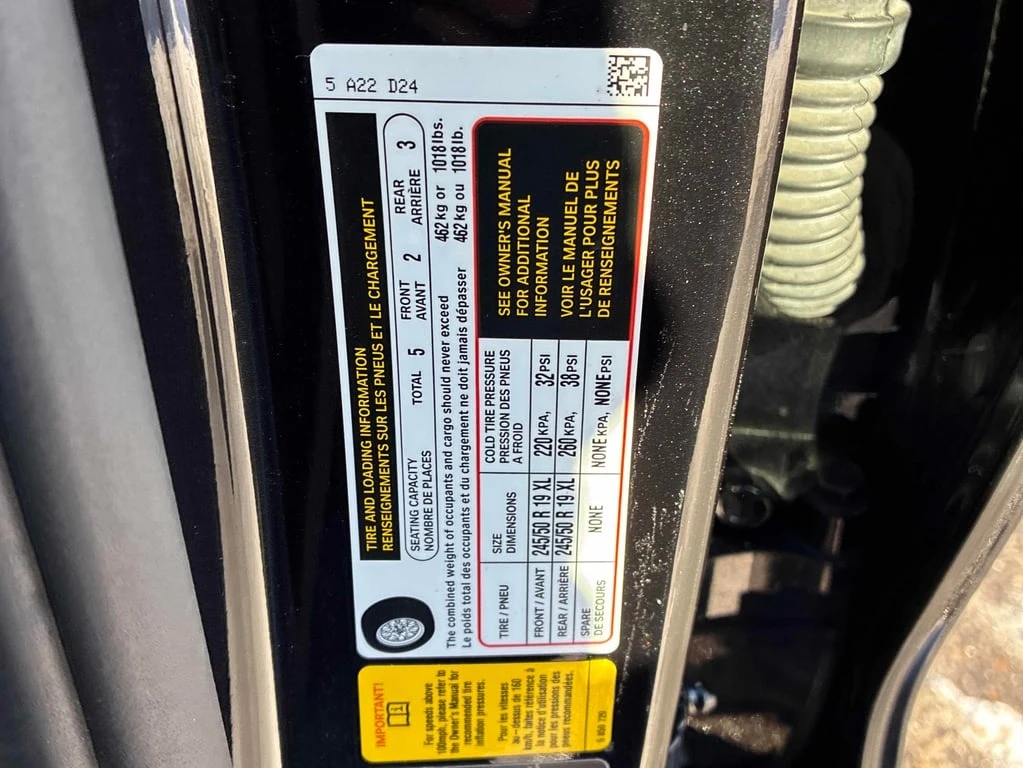 5 A22 D24
TIRE AND LOADING INFORMATION
RENSEIGNEMENTS SUR LES PNEUS ET LE CHARGEMENT
SEATING CAPACITY
NOMBRE DE PLACES
TOTAL 5
FRONT
AVANT 2
REAR
ARRIÈRE 3
The combined weight of occupants and cargo should never exceed 462 kg or 1018 lbs.
Le poids total des occupants et du chargement ne doit jamais dépasser 462 kg ou 1018 lb.
TIRE / PNEU
SIZE
DIMENSIONS
COLD TIRE PRESSURE
PRESSION DES PNEUS
A FROID
FRONT / AVANT 245/50 R 19 XL 220 KPA, 32 PSI
REAR / ARRIÈRE 245/50 R 19 XL 260 KPA, 38 PSI
SPARE
DE SECOURS
NONE NONE KPA, NONE PSI
SEE OWNER'S MANUAL
FOR ADDITIONAL
INFORMATION
VOIR LE MANUEL DE
L'USAGER POUR PLUS
DE RENSEIGNEMENTS
IMPORTANT!
For speeds above
100mph, please refer to
the Owner's Manual for
recommended tire
inflation pressures.
Pour les vitesses
au-dessus de 160
km/h, faites référence à
la notice d'utilisation
pour les pressions des
pneus recommandées.